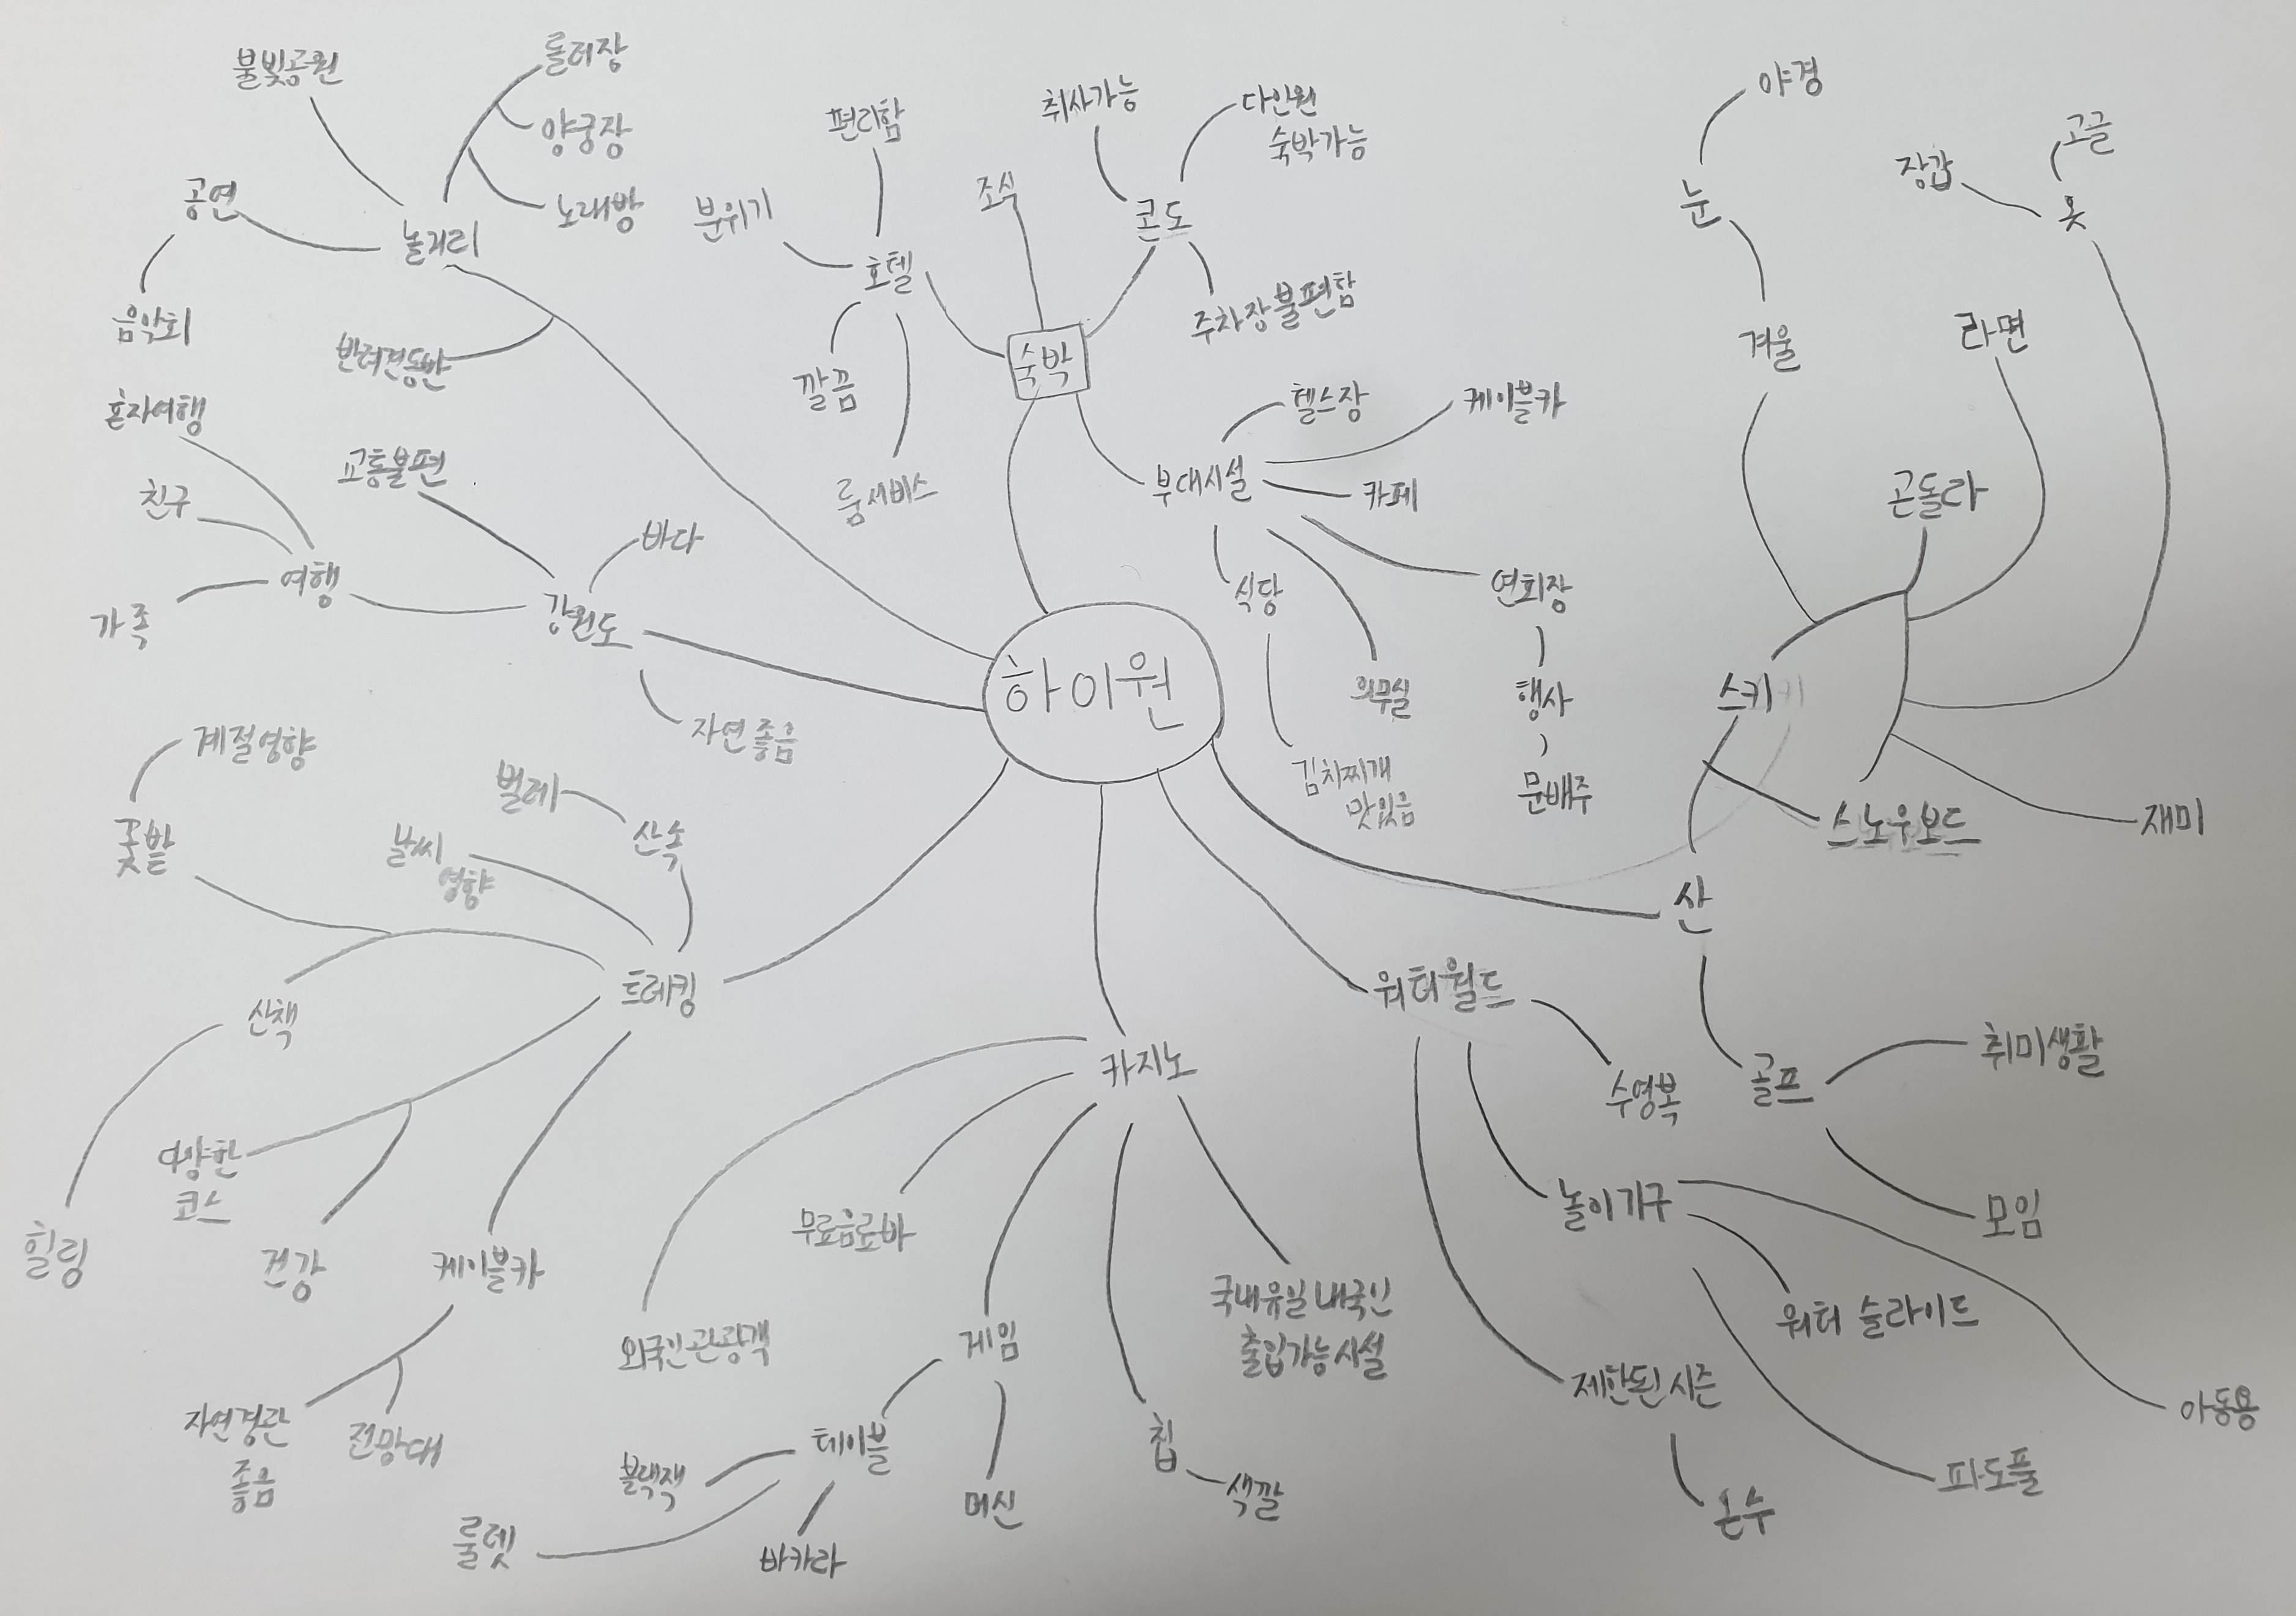 불빛공원
롤러장
양궁장
노래방
공연
놀거리
음악회
반려견동반
편리함
분위기
호텔
깔끔
룸서비스
조식
취사가능
다인원
숙박가능
콘도
주차장불편함
숙박
헬스장
케이블카
부대시설
카페
식당
연회장
의무실
행사
김치찌개
맛있음
문배주
야경
눈
겨울
장갑
고글
옷
라면
곤돌라
스키
스노우보드
재미
산
혼자여행
친구
가족
여행
교통불편
바다
강원도
자연좋음
하이원
계절영향
꽃밭
벌레
산속
날씨
영향
트레킹
산책
힐링
다양한
코스
건강
케이블카
자연경관
좋음
전망대
카지노
외국인관광객
무료음료바
게임
테이블
블랙잭
룰렛
바카라
머신
칩
색깔
국내유일 내국인
출입가능시설
워터월드
수영복
골프
취미생활
모임
놀이기구
워터 슬라이드
아동용
파도풀
제한된 시즌
온수